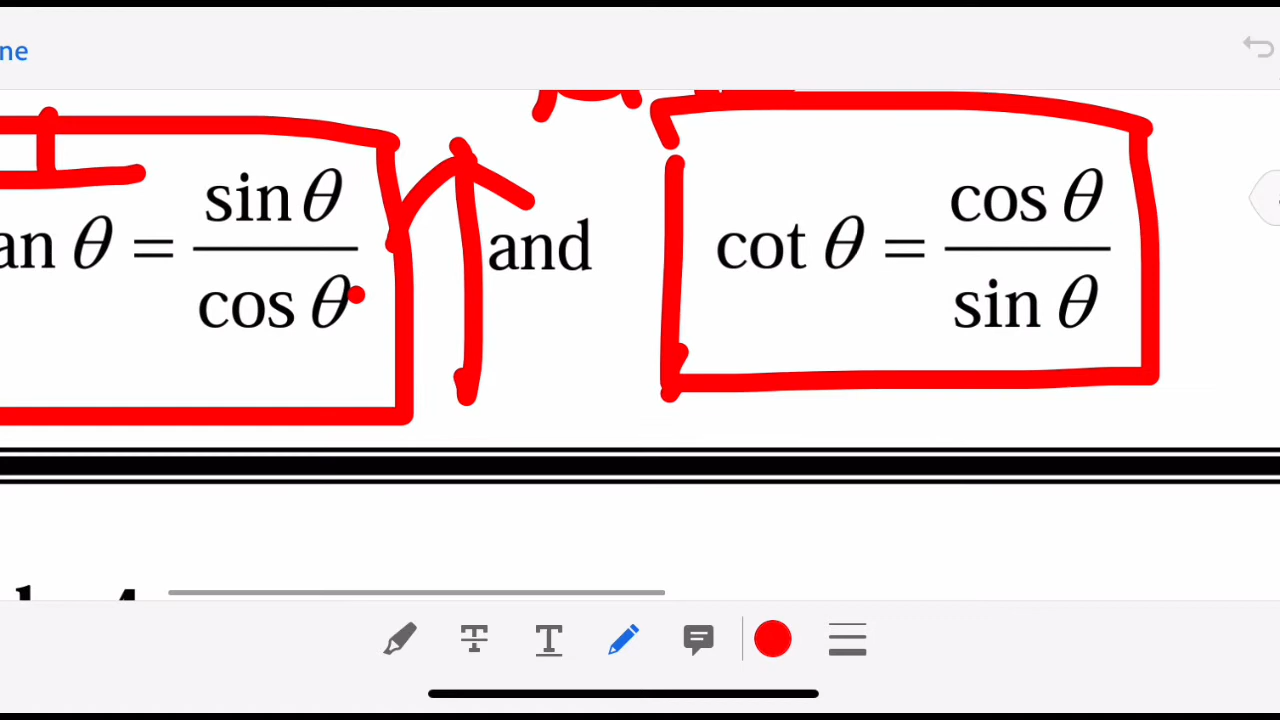 ne
an θ = sin θ / cos θ and cot θ = cos θ / sin θ